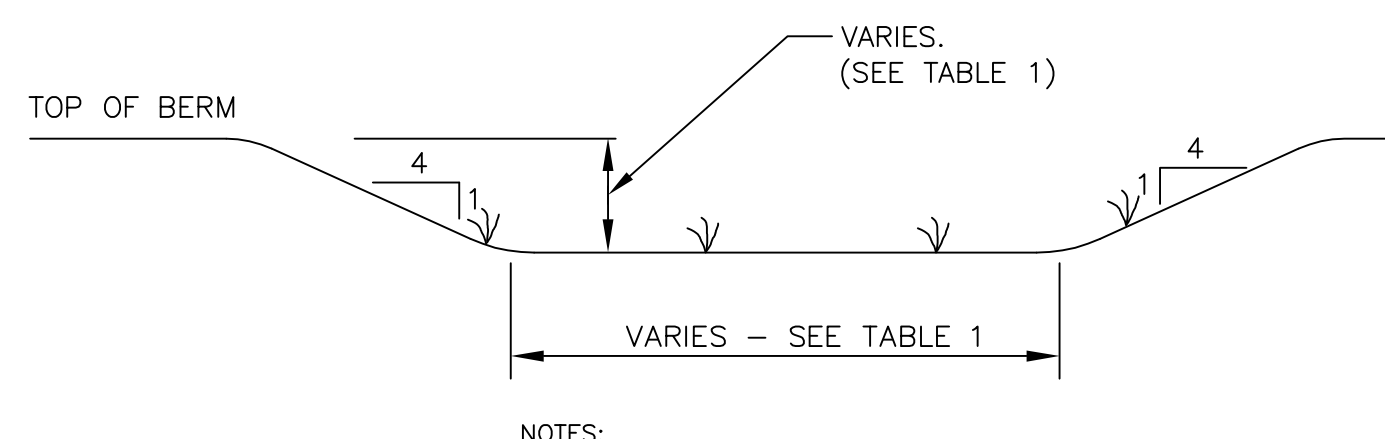 VARIES.
(SEE TABLE 1)
TOP OF BERM
4
1
4
1
VARIES – SEE TABLE 1
NOTES: